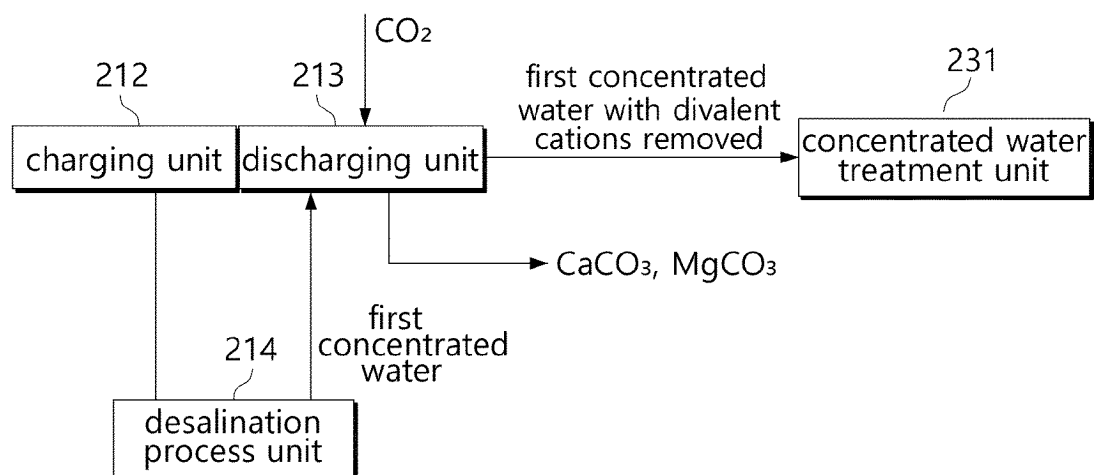 CO₂
212
213
first concentrated
water with divalent
cations removed
231
charging unit
discharging unit
concentrated water
treatment unit
CaCO₃, MgCO₃
first
concentrated
water
214
desalination
process unit